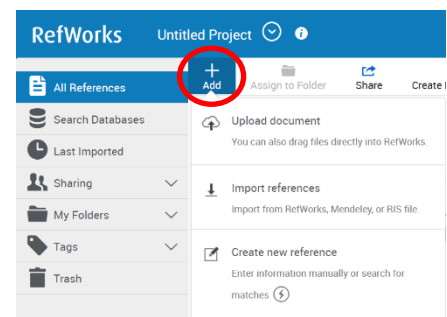 RefWorks
Untitled Project
All References
Search Databases
Last Imported
Sharing
My Folders
Tags
Trash
Add
Assign to Folder
Share
Create
Upload document
You can also drag files directly into RefWorks
Import references
Import from RefWorks, Mendeley, or RIS file
Create new reference
Enter information manually or search for
matches